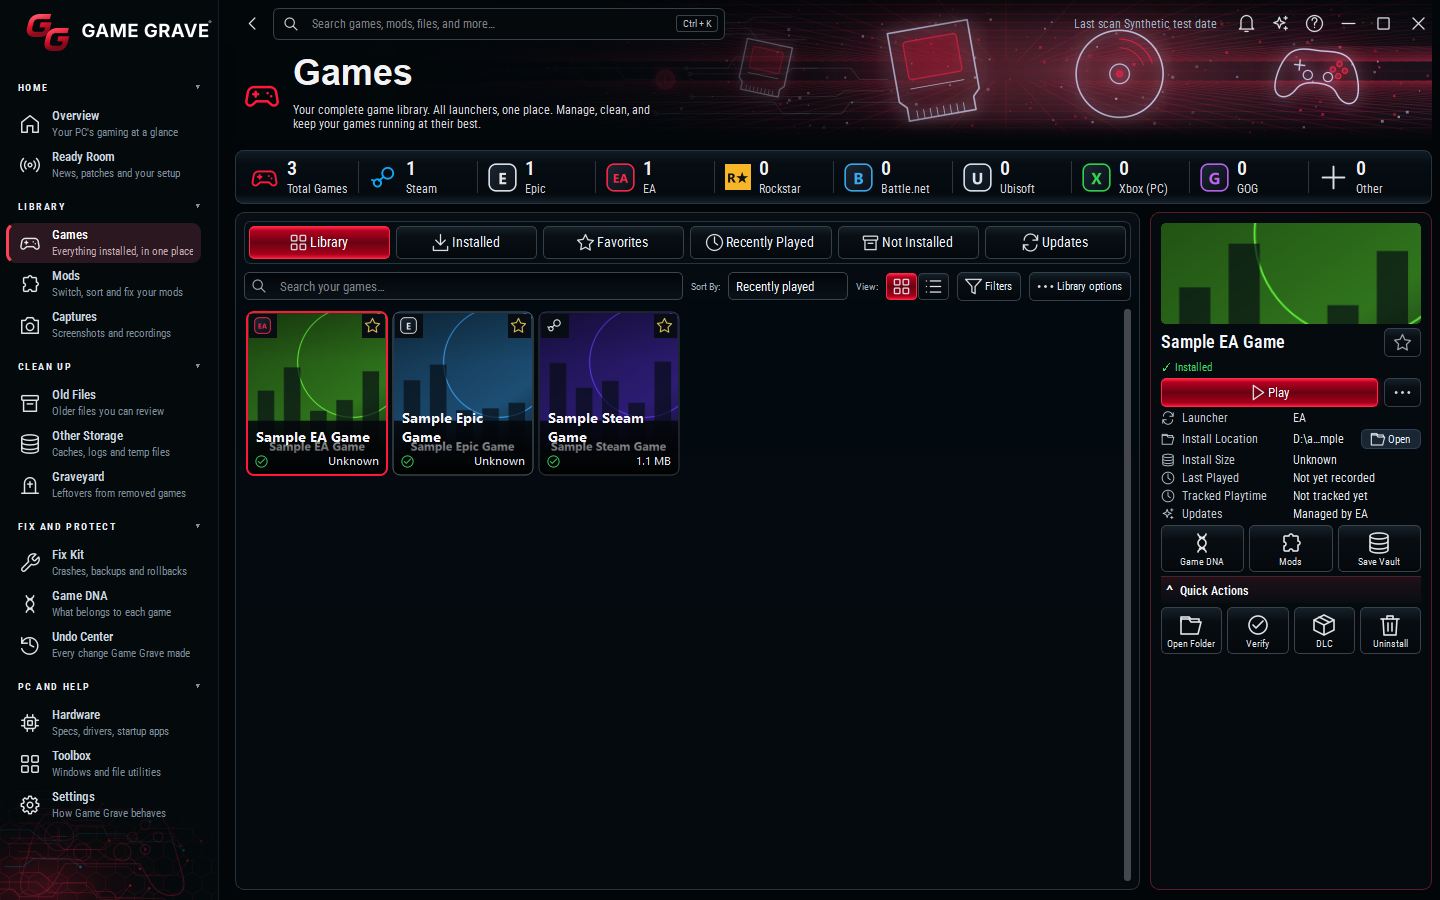 GG GAME GRAVE
HOME
Overview
Your PC's gaming at a glance
Ready Room
News, patches and your setup
LIBRARY
Games
Everything installed, in one place
Mods
Switch, sort and fix your mods
Captures
Screenshots and recordings
CLEAN UP
Old Files
Older files you can review
Other Storage
Caches, logs and temp files
Graveyard
Leftovers from removed games
FIX AND PROTECT
Fix Kit
Crashes, backups and rollbacks
Game DNA
What belongs to each game
Undo Center
Every change Game Grave made
PC AND HELP
Hardware
Specs, drivers, startup apps
Toolbox
Windows and file utilities
Settings
How Game Grave behaves
Search games, mods, files, and more...
Ctrl + K
Last scan Synthetic test date
Games
Your complete game library. All launchers, one place. Manage, clean, and
keep your games running at their best.
3
Total Games
1
Steam
E
1
Epic
EA
1
EA
R★
0
Rockstar
B
0
Battle.net
U
0
Ubisoft
X
0
Xbox (PC)
G
0
GOG
0
Other
Library
Installed
Favorites
Recently Played
Not Installed
Updates
Search your games...
Sort By:
Recently played
View:
Filters
Library options
EA
Sample EA Game
Sample EA Game
Unknown
E
Sample Epic
Game
Sample Epic Game
Unknown
Sample Steam
Game
Sample Steam Game
1.1 MB
Sample EA Game
✓ Installed
Play
Launcher EA
Install Location D:\a...mple Open
Install Size Unknown
Last Played Not yet recorded
Tracked Playtime Not tracked yet
Updates Managed by EA
Game DNA
Mods
Save Vault
^ Quick Actions
Open Folder
Verify
DLC
Uninstall